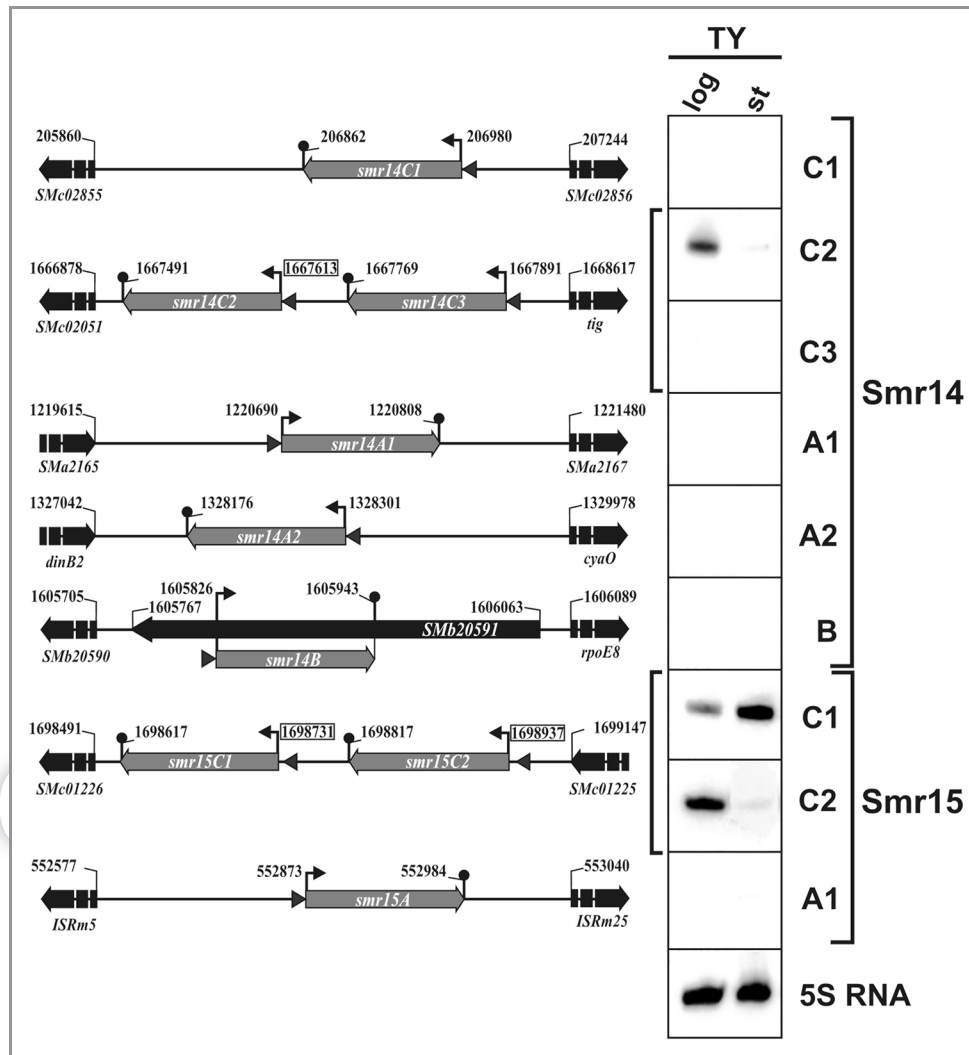 TY
log st
205860 206862 206980 207244
smr14C1
SMc02855 SMc02856
C1
C2
1666878 1667491 1667613 1667769 1667891 1668617
smr14C2 smr14C3
SMc02051 tig
C3
Smr14
1219615 1220690 1220808 1221480
smr14A1
SMa2165 SMa2167
A1
1327042 1328176 1328301 1329978
smr14A2
dinB2 cyaO
A2
1605705 1605826 1605767 1605943 1606063 1606089
SMb20591
smr14B
SMb20590 rpoE8
B
C1
1698491 1698617 1698731 1698817 1698937 1699147
smr15C1 smr15C2
SMc01226 SMc01225
C2
Smr15
552577 552873 552984 553040
smr15A
ISRm5 ISRm25
A1
5S RNA